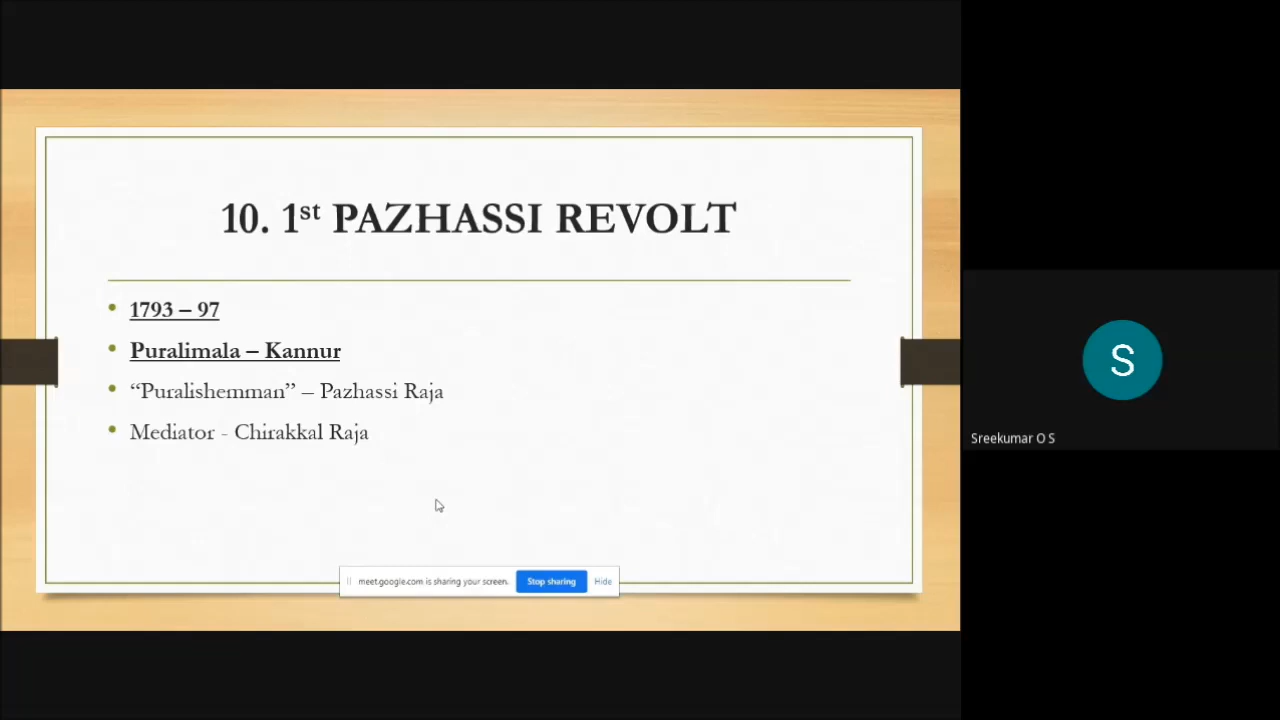 10. 1st PAZHASSI REVOLT
1793 – 97
Puralimala – Kannur
“Puralishemman” – Pazhassi Raja
Mediator - Chirakkal Raja
meet.google.com is sharing your screen. Stop sharing Hide
S
Sreekumar O S